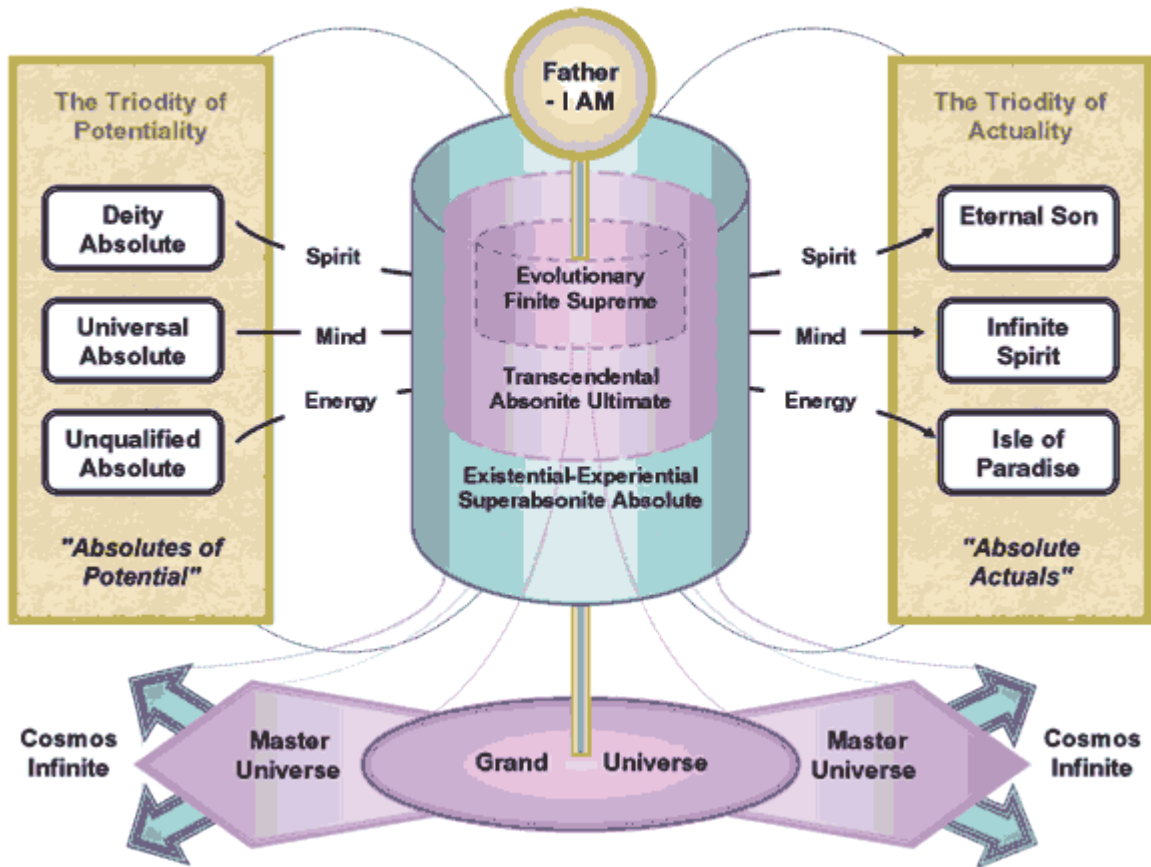 Father
- I AM
The Triodity of
Potentiality
Deity
Absolute
Universal
Absolute
Unqualified
Absolute
"Absolutes of
Potential"
Spirit
Mind
Energy
Evolutionary
Finite Supreme
Transcendental
Absonite Ultimate
Existential-Experiential
Superabsonite Absolute
Spirit
Mind
Energy
The Triodity of
Actuality
Eternal Son
Infinite
Spirit
Isle of
Paradise
"Absolute
Actuals"
Cosmos
Infinite
Master
Universe
Grand Universe
Master
Universe
Cosmos
Infinite